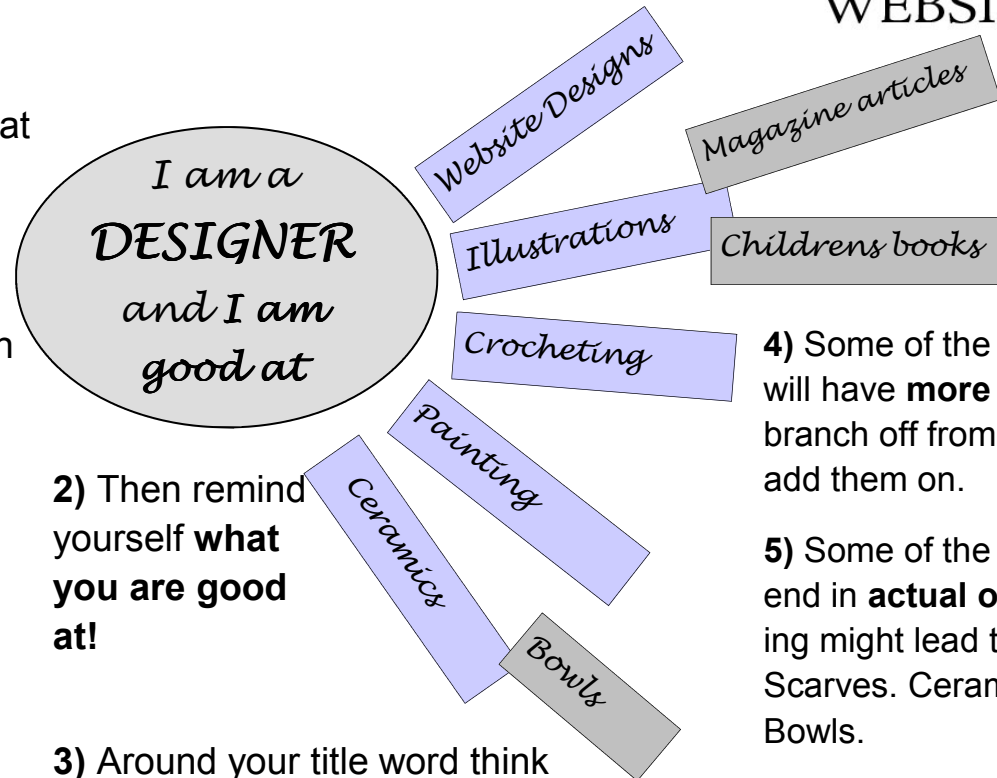 WEBSI
at
I am a
DESIGNER
and I am
good at
n
Website Designs
Magazine articles
Illustrations
Childrens books
Crocheting
Painting
Ceramics
Bowls
2) Then remind
yourself what
you are good
at!
3) Around your title word think
4) Some of the
will have more
branch off from
add them on.
5) Some of the
end in actual o
ing might lead t
Scarves. Ceram
Bowls.